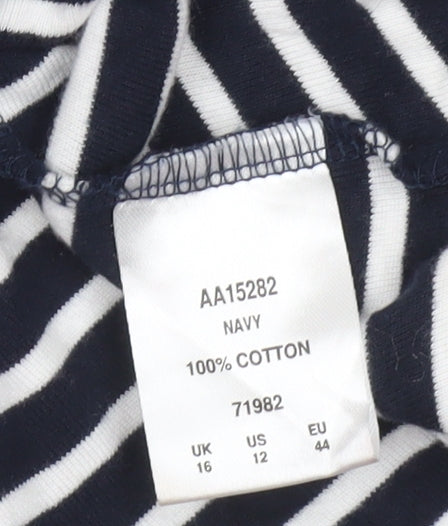 AA15282
NAVY
100% COTTON
71982
UK US EU
16 12 44